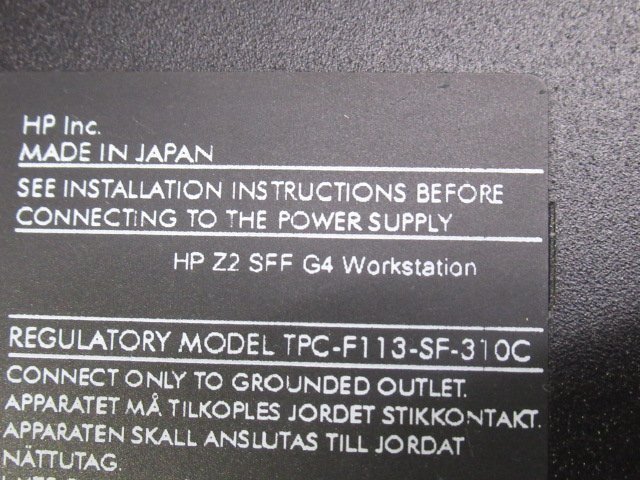 HP Inc.
MADE IN JAPAN
SEE INSTALLATION INSTRUCTIONS BEFORE
CONNECTING TO THE POWER SUPPLY
HP Z2 SFF G4 Workstation
REGULATORY MODEL TPC-F113-SF-310C
CONNECT ONLY TO GROUNDED OUTLET.
APPARATET MÅ TILKOPLES JORDET STIKKONTAKT.
APPARATEN SKALL ANSLUTAS TILL JORDAT
NÄTTUTAG.